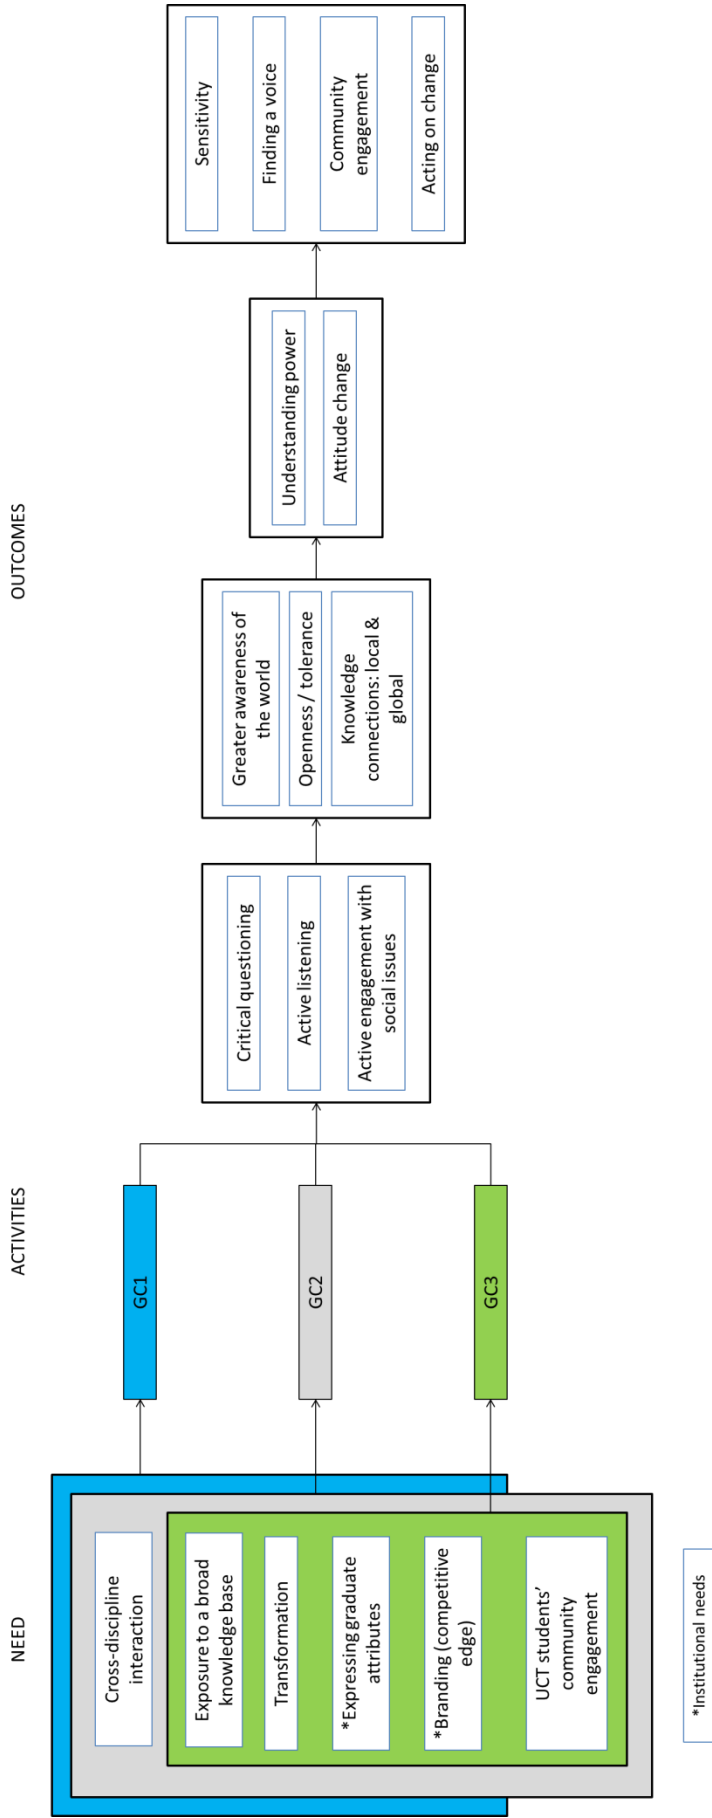 NEED
ACTIVITIES
OUTCOMES
Cross-discipline
interaction
Exposure to a broad
knowledge base
Transformation
*Expressing graduate
attributes
*Branding (competitive
edge)
UCT students’
community
engagement
*Institutional needs
GC1
GC2
GC3
Critical questioning
Active listening
Active engagement with
social issues
Greater awareness of
the world
Openness / tolerance
Knowledge
connections: local &
global
Understanding power
Attitude change
Sensitivity
Finding a voice
Community
engagement
Acting on change